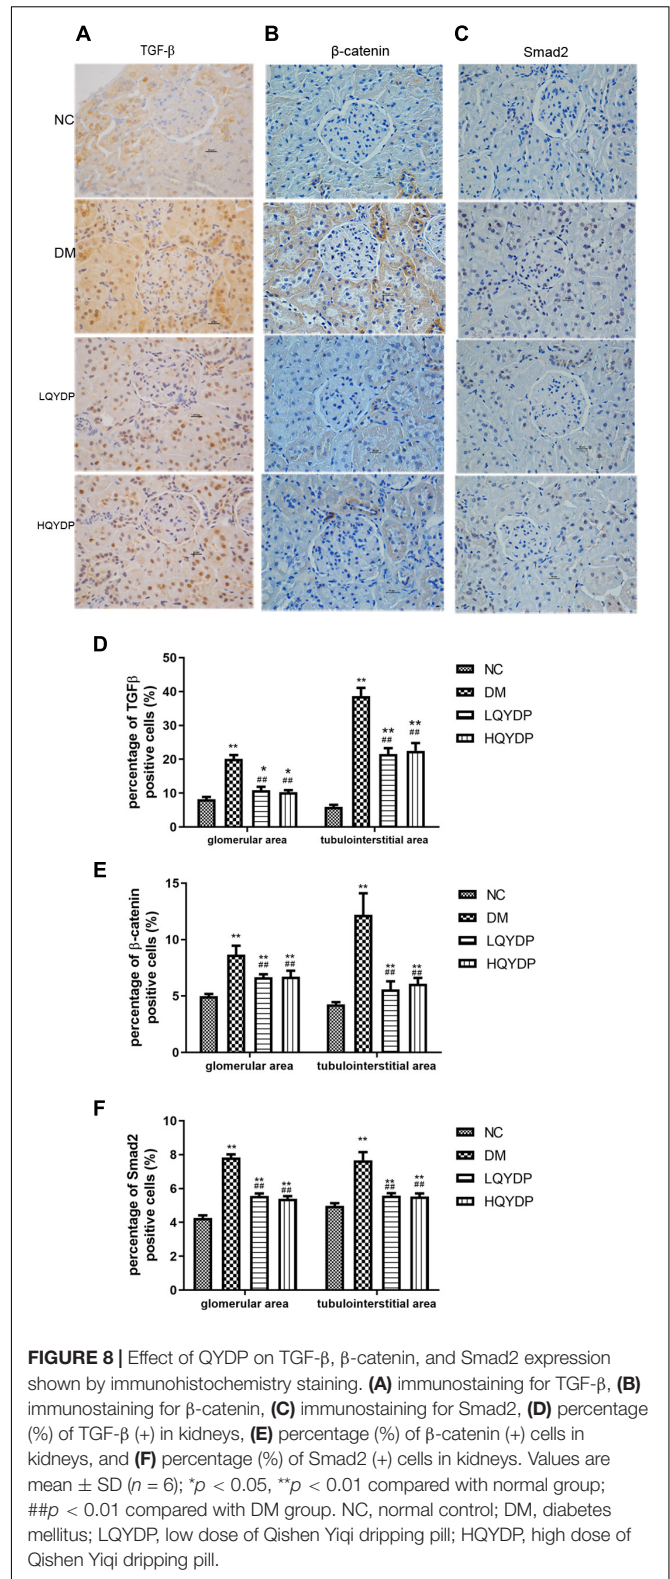 A
B
C
TGF-β
β-catenin
Smad2
NC
DM
LQYDP
HQYDP
D
percentage of TGFβ
positive cells (%)
50
40
30
20
10
0
**
*
##
*
##
**
**
##
**
##
glomerular area
tubulointerstitial area
NC
DM
LQYDP
HQYDP
E
percentage of β-catenin
positive cells (%)
15
10
5
0
**
**
##
**
##
**
**
##
**
##
glomerular area
tubulointerstitial area
NC
DM
LQYDP
HQYDP
F
percentage of Smad2
positive cells (%)
10
8
6
4
2
0
**
**
##
**
##
**
**
##
**
##
glomerular area
tubulointerstitial area
NC
DM
LQYDP
HQYDP
FIGURE 8 | Effect of QYDP on TGF-β, β-catenin, and Smad2 expression
shown by immunohistochemistry staining. (A) immunostaining for TGF-β, (B)
immunostaining for β-catenin, (C) immunostaining for Smad2, (D) percentage
(%) of TGF-β (+) in kidneys, (E) percentage (%) of β-catenin (+) cells in
kidneys, and (F) percentage (%) of Smad2 (+) cells in kidneys. Values are
mean ± SD (n = 6); *p < 0.05, **p < 0.01 compared with normal group;
##p < 0.01 compared with DM group. NC, normal control; DM, diabetes
mellitus; LQYDP, low dose of Qishen Yiqi dripping pill; HQYDP, high dose of
Qishen Yiqi dripping pill.